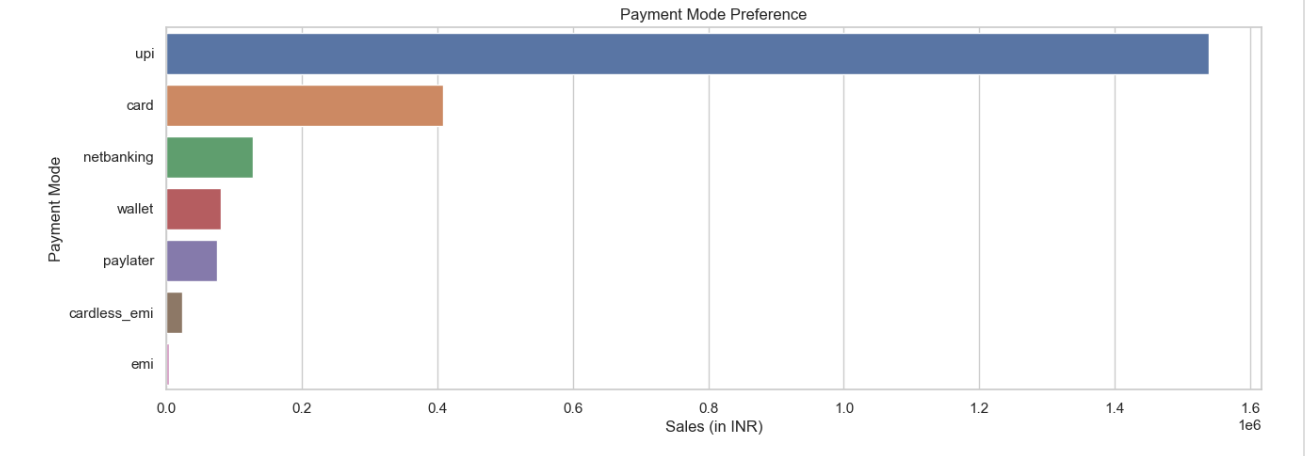 Payment Mode Preference
upi
card
netbanking
wallet
paylater
cardless_emi
emi
Payment Mode
0.0 0.2 0.4 0.6 0.8 1.0 1.2 1.4 1.6
1e6
Sales (in INR)